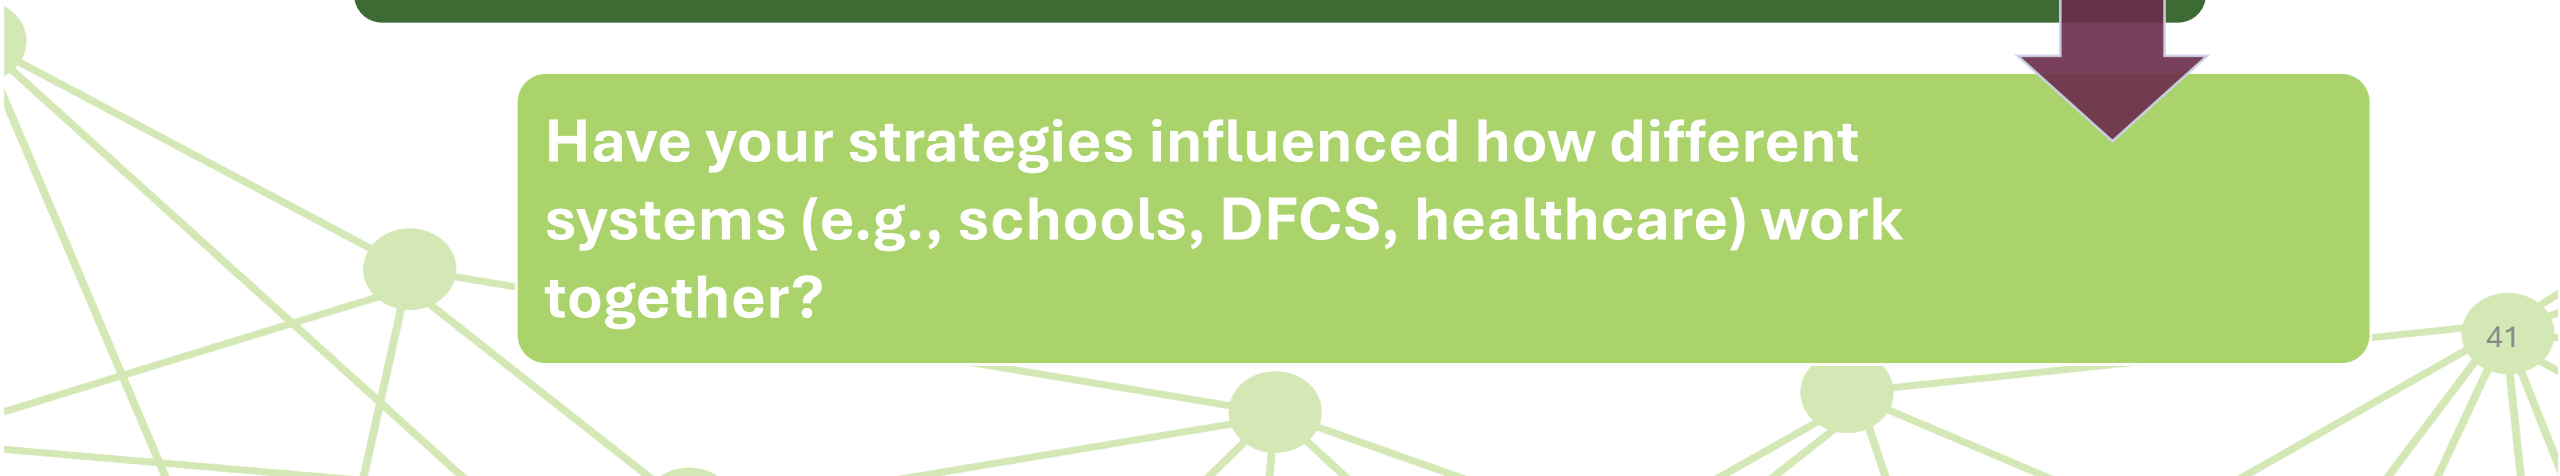 Have your strategies influenced how different
systems (e.g., schools, DFCS, healthcare) work
together?
41